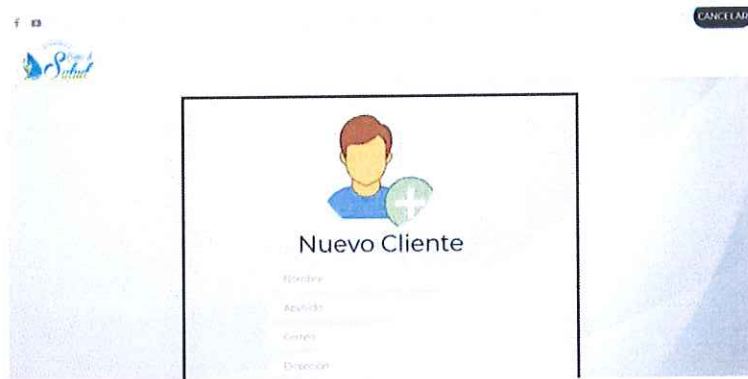 CANCELAR
Salud
Nuevo Cliente
Nombre
Apellido
Correo
Dirección